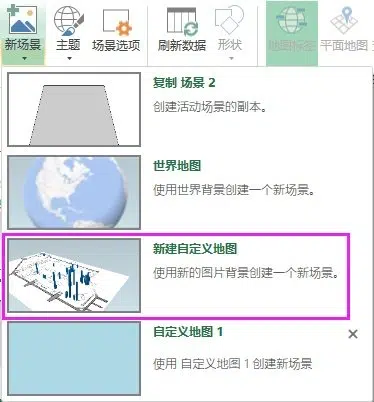 新场景
主题
场景选项
刷新数据
形状
地图标签
平面地图
复制 场景 2
创建活动场景的副本。
世界地图
使用世界背景创建一个新场景。
新建自定义地图
使用新的图片背景创建一个新场景。
自定义地图 1
使用 自定义地图 1 创建新场景